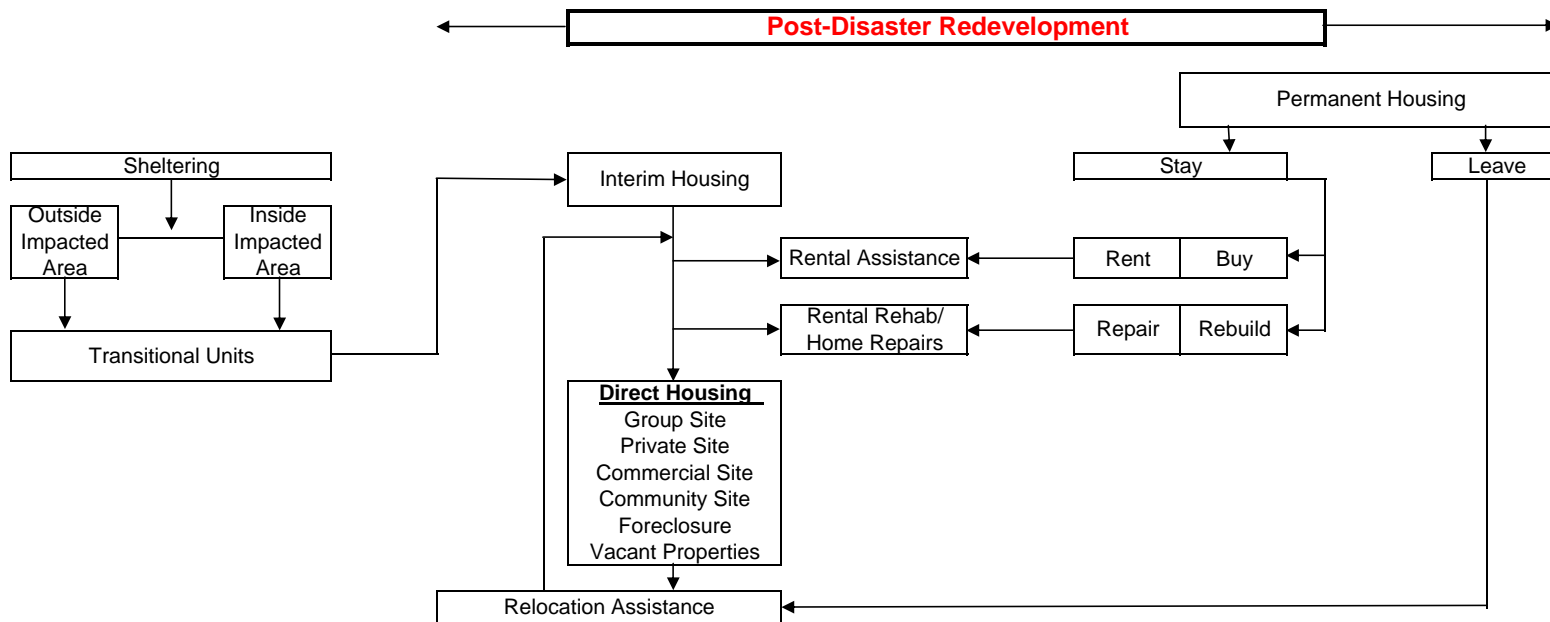 Post-Disaster Redevelopment
Permanent Housing
Sheltering
Interim Housing
Stay
Leave
Outside
Impacted
Area
Inside
Impacted
Area
Rental Assistance
Rent
Buy
Transitional Units
Rental Rehab/
Home Repairs
Repair
Rebuild
Direct Housing
Group Site
Private Site
Commercial Site
Community Site
Foreclosure
Vacant Properties
Relocation Assistance